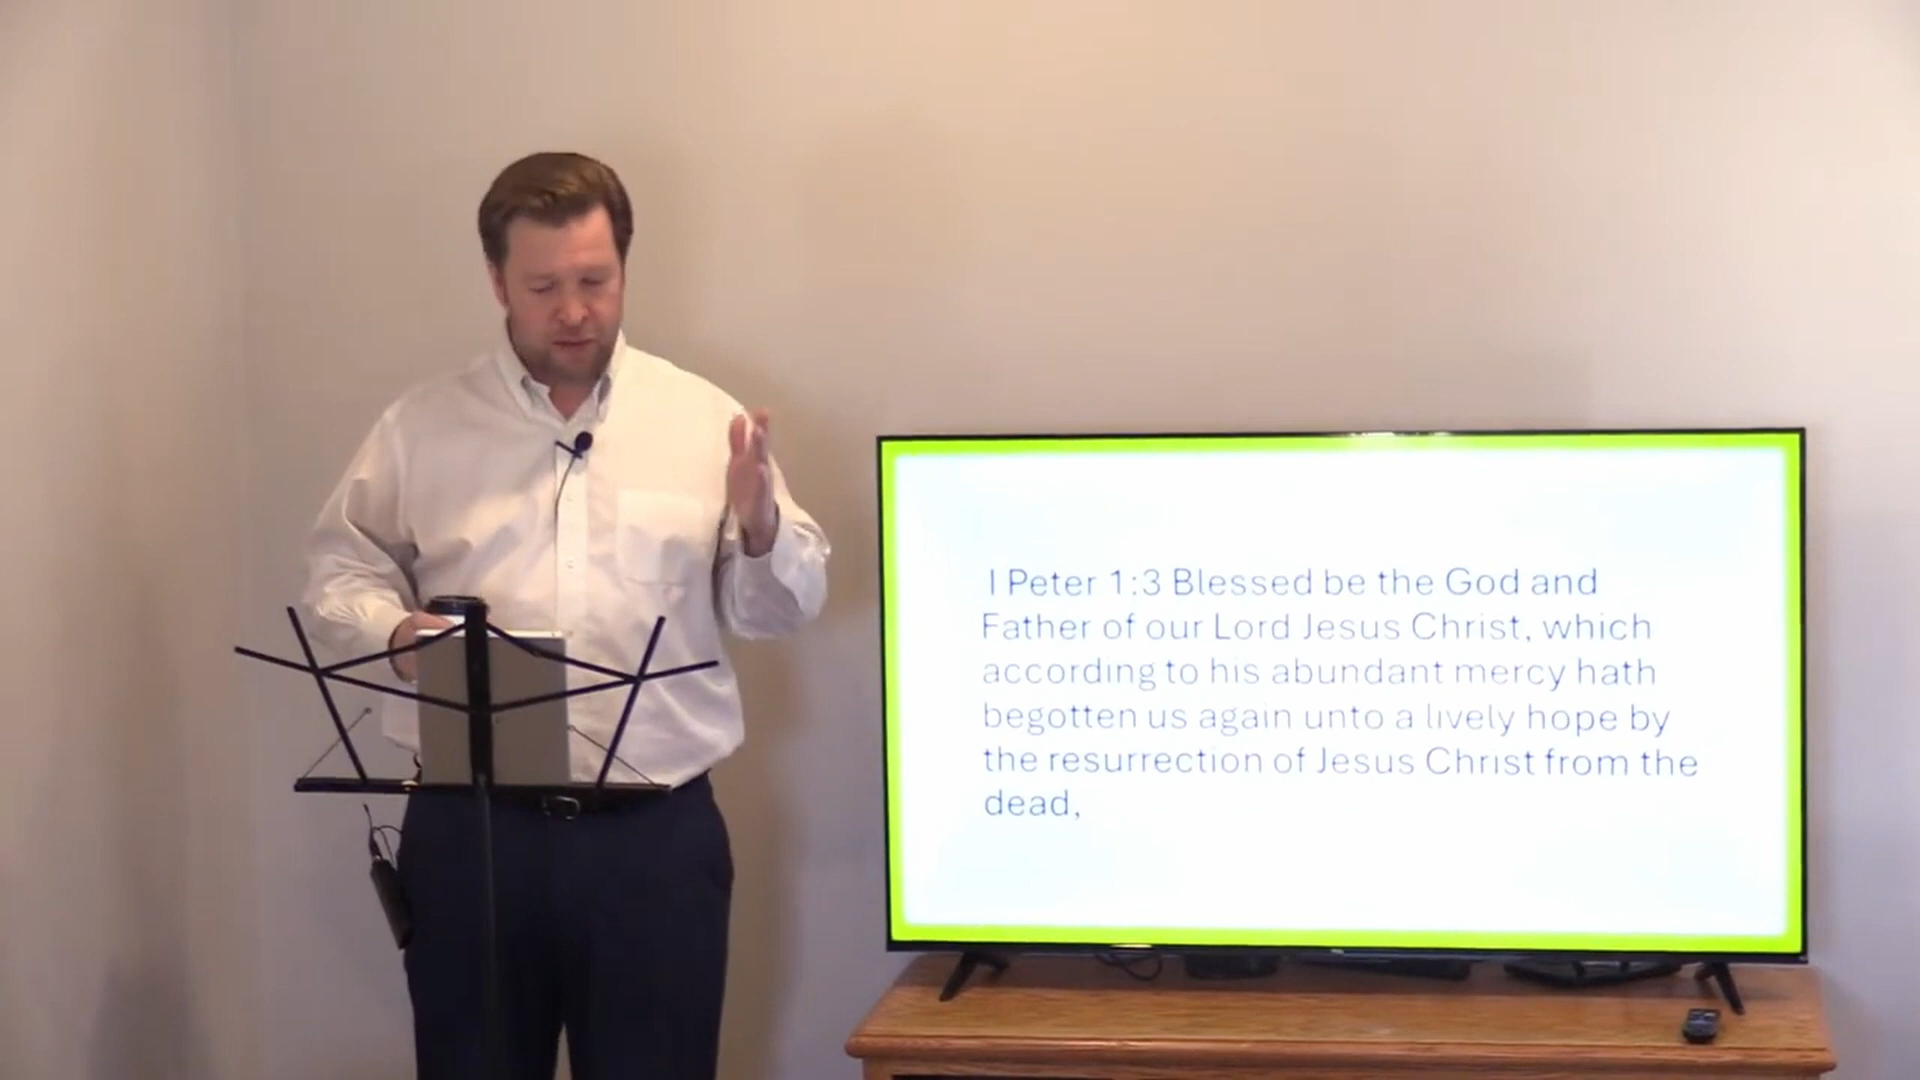 I Peter 1:3 Blessed be the God and
Father of our Lord Jesus Christ, which
according to his abundant mercy hath
begotten us again unto a lively hope by
the resurrection of Jesus Christ from the
dead,